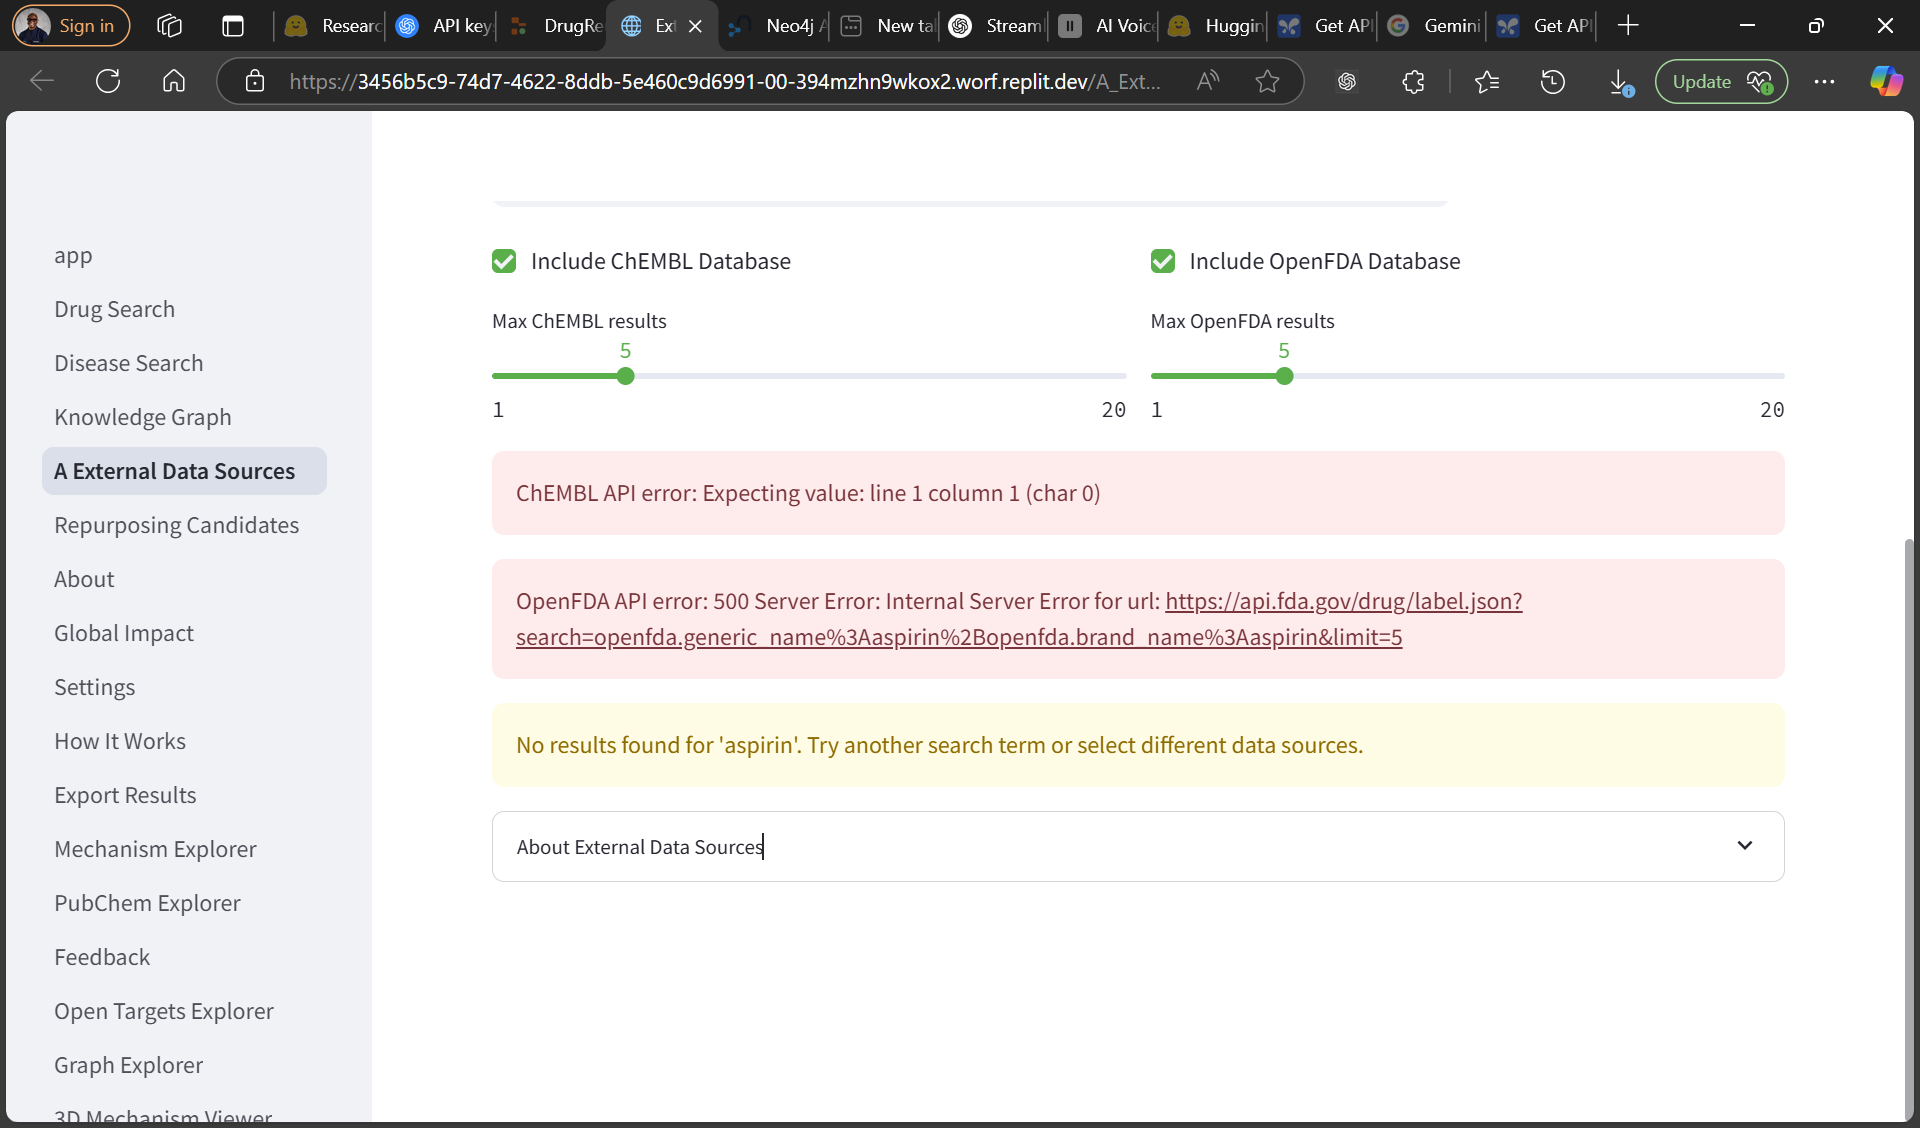 Sign in
Researc
API key
DrugRe
Ex
Neo4j A
New ta
Stream
AI Voice
Huggin
Get API
Gemini
Get API
https://3456b5c9-74d7-4622-8ddb-5e460c9d6991-00-394mzhn9wkox2.worf.replit.dev/A_Ext...
Update
app
Drug Search
Disease Search
Knowledge Graph
A External Data Sources
Repurposing Candidates
About
Global Impact
Settings
How It Works
Export Results
Mechanism Explorer
PubChem Explorer
Feedback
Open Targets Explorer
Graph Explorer
3D Mechanism Viewer
Include ChEMBL Database
Include OpenFDA Database
Max ChEMBL results
Max OpenFDA results
5
5
1 20
1 20
ChEMBL API error: Expecting value: line 1 column 1 (char 0)
OpenFDA API error: 500 Server Error: Internal Server Error for url: https://api.fda.gov/drug/label.json?
search=openfda.generic_name%3Aaspirin%2Bopenfda.brand_name%3Aaspirin&limit=5
No results found for 'aspirin'. Try another search term or select different data sources.
About External Data Sources